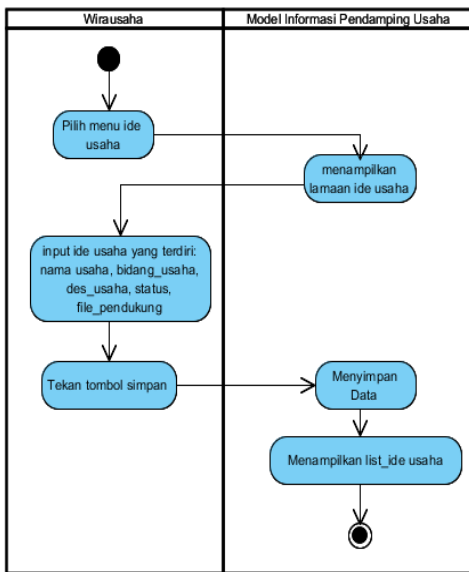 Wirausaha
Model Informasi Pendamping Usaha
Pilih menu ide
usaha
menampilkan
lamaan ide usaha
input ide usaha yang terdiri:
nama usaha, bidang_usaha,
des_usaha, status,
file_pendukung
Tekan tombol simpan
Menyimpan
Data
Menampilkan list_ide usaha